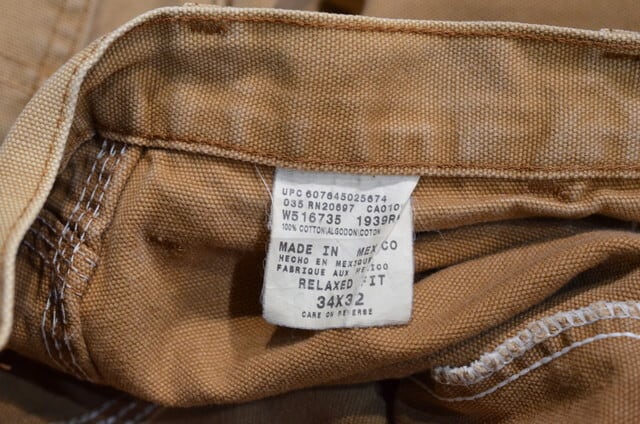 UPC 607645025674
035 RN20697 CA010
W516735 1939R
100% COTTON/ALGODON/COTON
MADE IN MEXICO
HECHO EN MEXICO
FABRIQUE AUX MEXICO
RELAXED FIT
34X32
CARE ON REVERSE